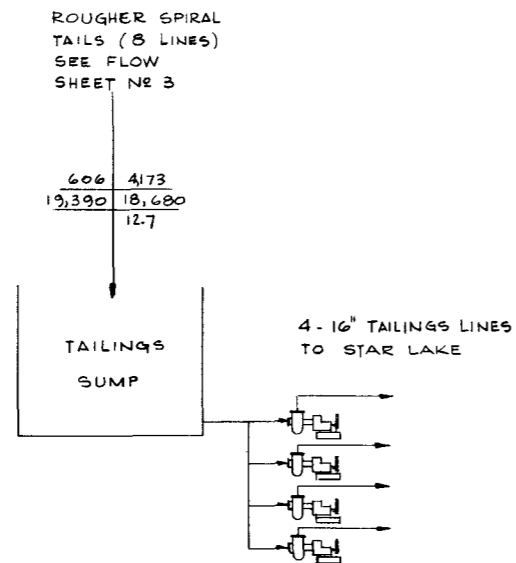 ROUGHER SPIRAL
TAILS (8 LINES)
SEE FLOW
SHEET Nº 3
606 4,173
19,390 18,680
12.7
TAILINGS
SUMP
4 - 16" TAILINGS LINES
TO STAR LAKE